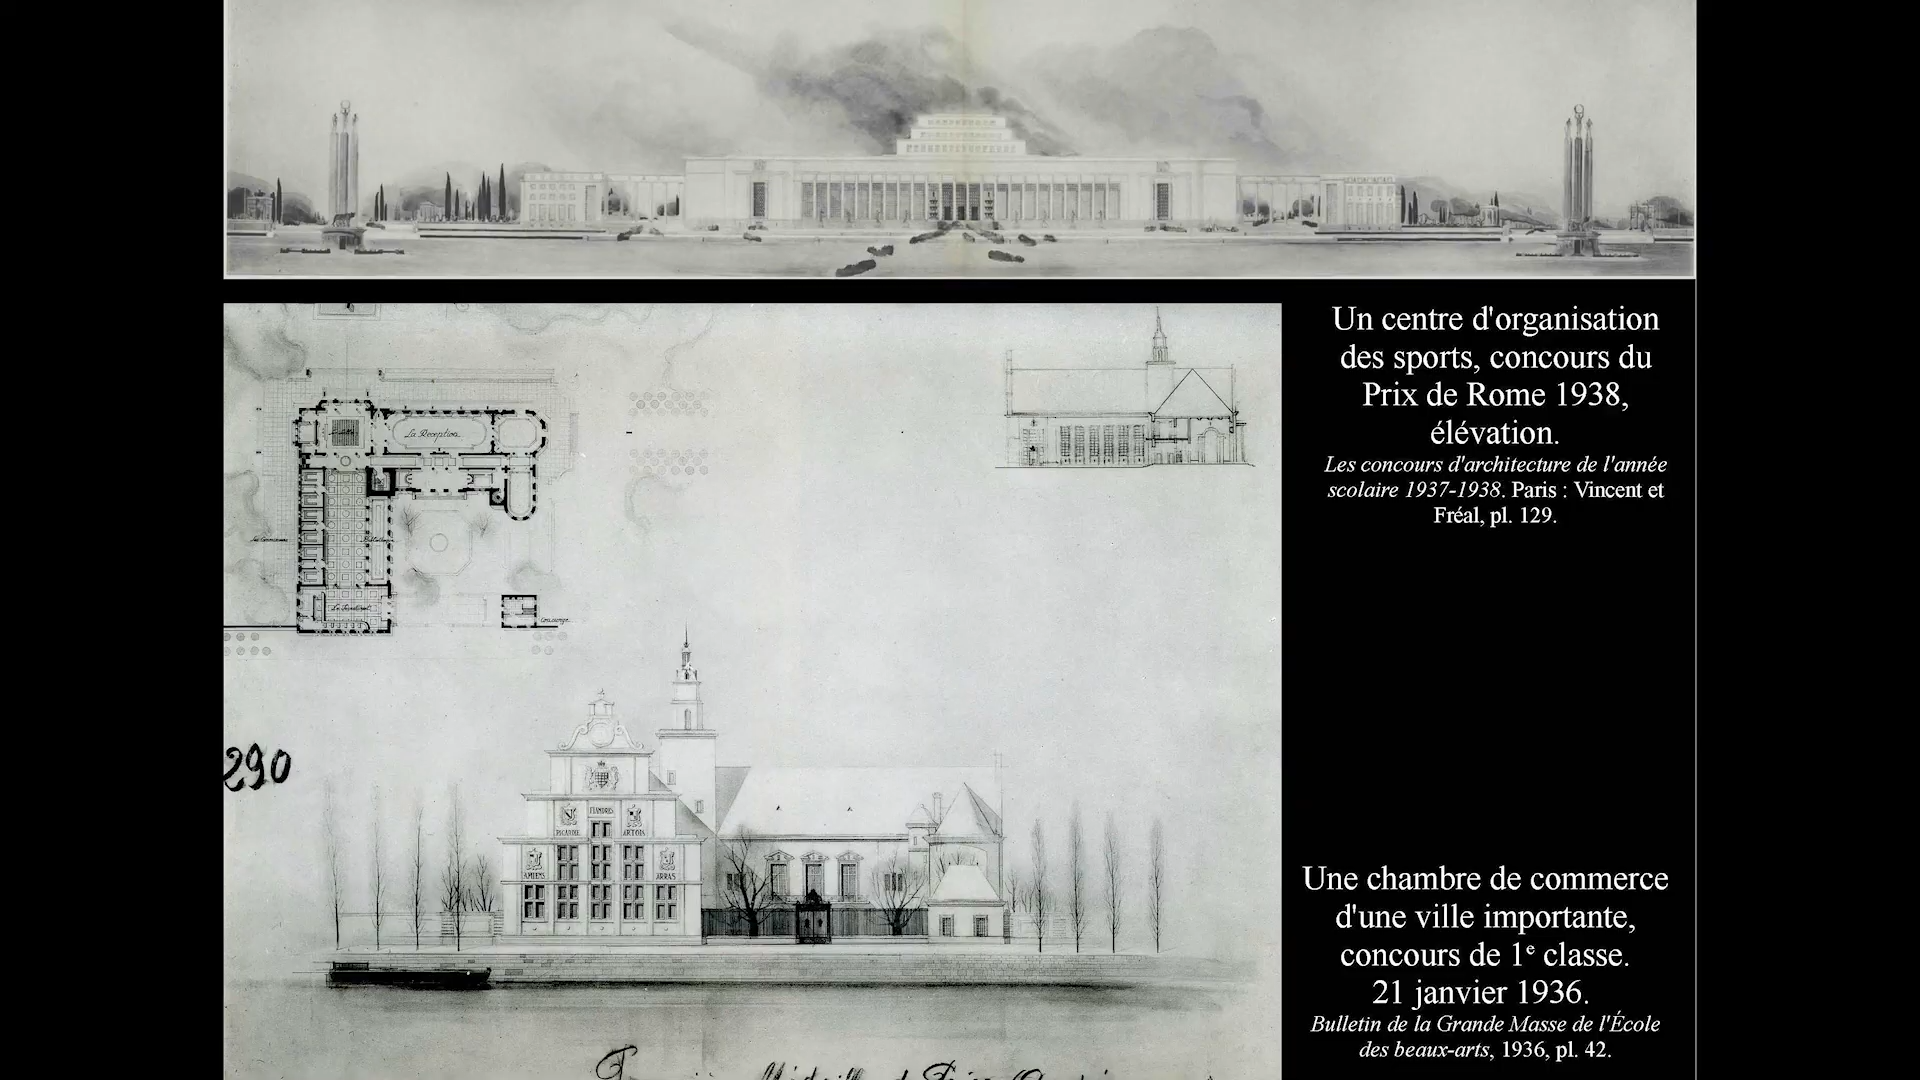 Un centre d'organisation
des sports, concours du
Prix de Rome 1938,
élévation.
Les concours d'architecture de l'année
scolaire 1937-1938. Paris : Vincent et
Fréal, pl. 129.
La Réception
290
FLANDRES
PICARDIE
ARTOIS
AMIENS
ARRAS
Une chambre de commerce
d'une ville importante,
concours de 1e classe.
21 janvier 1936.
Bulletin de la Grande Masse de l'École
des beaux-arts, 1936, pl. 42.